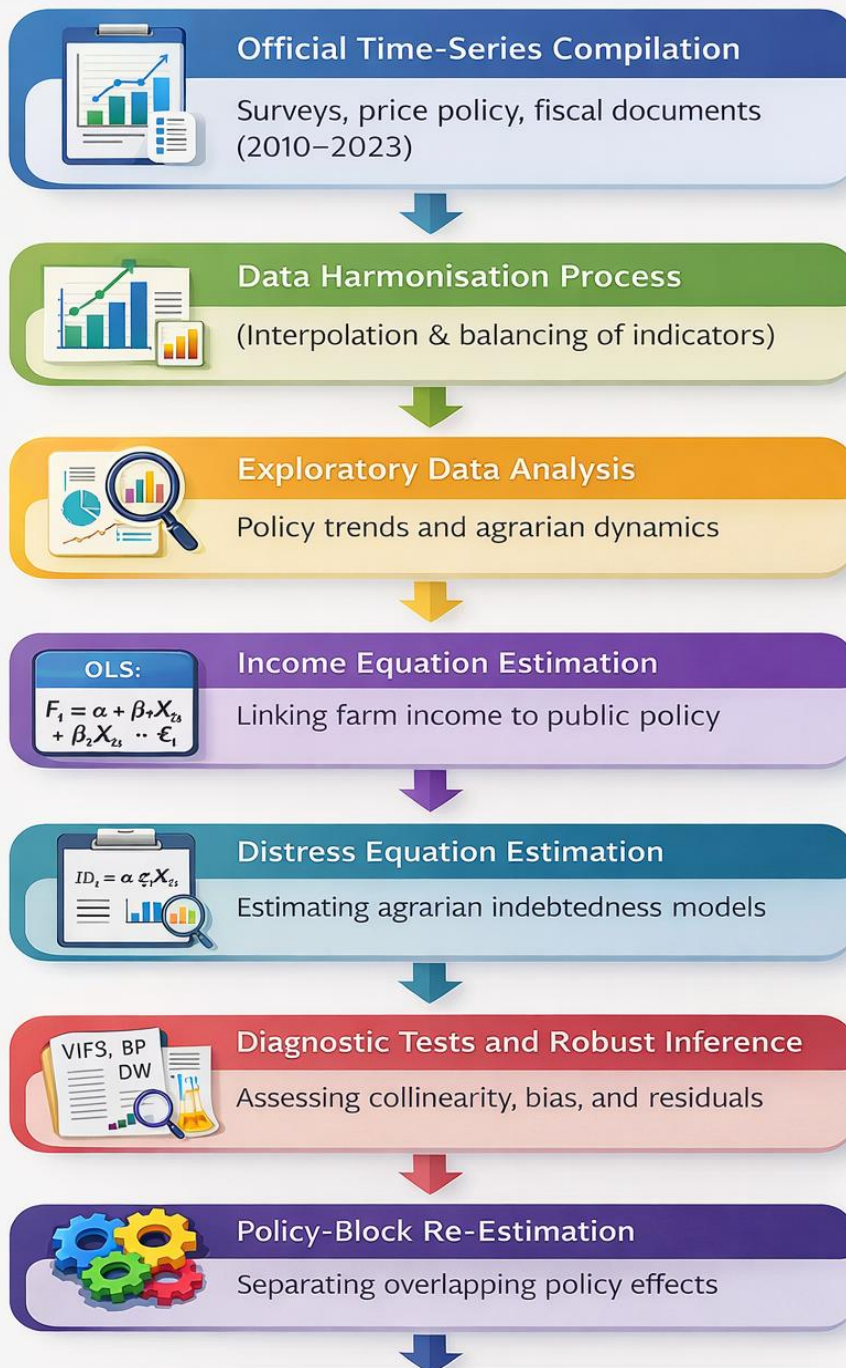 Official Time-Series Compilation
Surveys, price policy, fiscal documents
(2010–2023)
Data Harmonisation Process
(Interpolation & balancing of indicators)
Exploratory Data Analysis
Policy trends and agrarian dynamics
OLS:
Income Equation Estimation
Linking farm income to public policy
Distress Equation Estimation
Estimating agrarian indebtedness models
VIFS, BP
DW
Diagnostic Tests and Robust Inference
Assessing collinearity, bias, and residuals
Policy-Block Re-Estimation
Separating overlapping policy effects